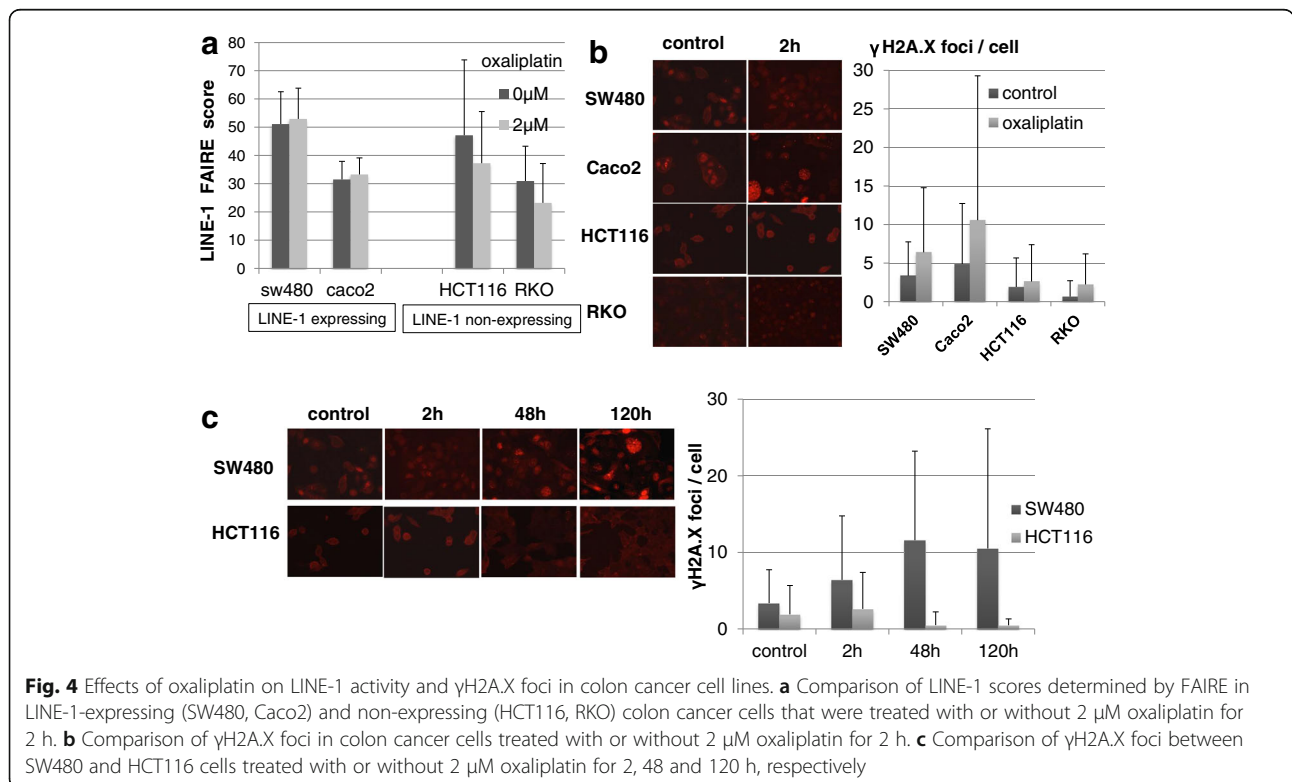 a
80
70
60
50
40
30
20
10
0
LINE-1 FAIRE score
oxaliplatin
0µM
2µM
sw480 caco2 HCT116 RKO
LINE-1 expressing LINE-1 non-expressing
b
control 2h
SW480
Caco2
HCT116
RKO
γH2A.X foci / cell
30
25
20
15
10
5
0
control
oxaliplatin
SW480 Caco2 HCT116 RKO
c
control 2h 48h 120h
SW480
HCT116
γH2A.X foci / cell
30
20
10
0
SW480
HCT116
control 2h 48h 120h
Fig. 4 Effects of oxaliplatin on LINE-1 activity and γH2A.X foci in colon cancer cell lines. a Comparison of LINE-1 scores determined by FAIRE in
LINE-1-expressing (SW480, Caco2) and non-expressing (HCT116, RKO) colon cancer cells that were treated with or without 2 μM oxaliplatin for
2 h. b Comparison of γH2A.X foci in colon cancer cells treated with or without 2 μM oxaliplatin for 2 h. c Comparison of γH2A.X foci between
SW480 and HCT116 cells treated with or without 2 μM oxaliplatin for 2, 48 and 120 h, respectively